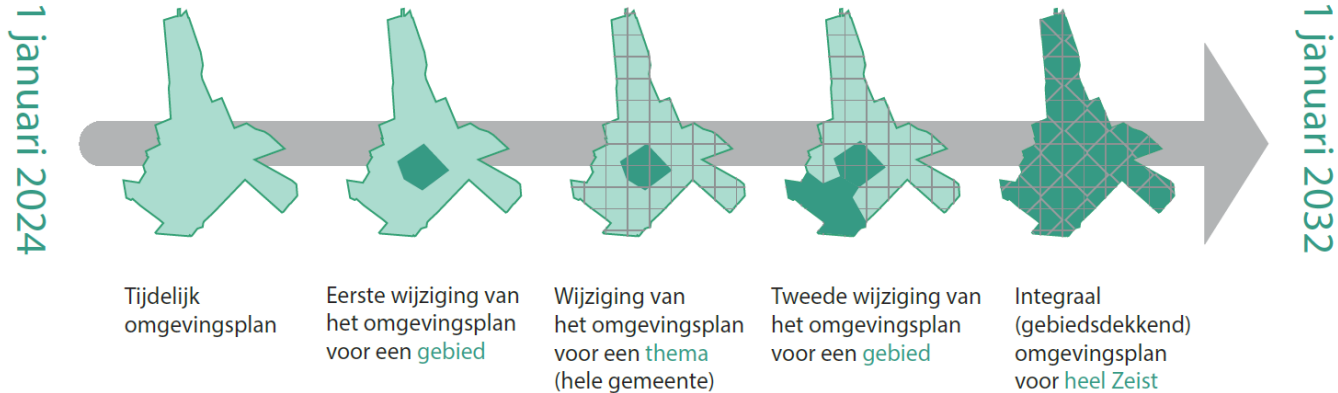 1 januari 2024
Tijdelijk
omgevingsplan
Eerste wijziging van
het omgevingsplan
voor een gebied
Wijziging van
het omgevingsplan
voor een thema
(hele gemeente)
Tweede wijziging van
het omgevingsplan
voor een gebied
Integraal
(gebiedsdekkend)
omgevingsplan
voor heel Zeist
1 januari 2032